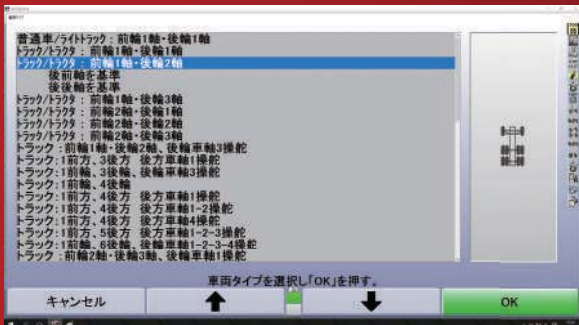 普通車/ライトトラック : 前輪1軸・後輪1軸
トラック/トラクタ : 前輪1軸・後輪1軸
トラック/トラクタ : 前輪1軸・後輪2軸
後前軸を基準
後後軸を基準
トラック/トラクタ : 前輪1軸・後輪3軸
トラック/トラクタ : 前輪2軸・後輪1軸
トラック/トラクタ : 前輪2軸・後輪2軸
トラック/トラクタ : 前輪2軸・後輪3軸
トラック : 前輪1軸・後輪2軸、後輪車軸3操舵
トラック : 1前方、3後方 後方車軸1操舵
トラック : 1前輪、3後輪、後輪車軸3操舵
トラック : 1前輪、4後輪
トラック : 1前方、4後方 後方車軸1操舵
トラック : 1前方、4後方 後方車軸1-2操舵
トラック : 1前方、4後方 後方車軸4操舵
トラック : 1前方、5後方 後方車軸1-2-3操舵
トラック : 1前輪、6後輪、後輪車軸1-2-3-4操舵
トラック : 前輪2軸・後輪3軸、後輪車軸1操舵
車両タイプを選択し「OK」を押す。
キャンセル
OK